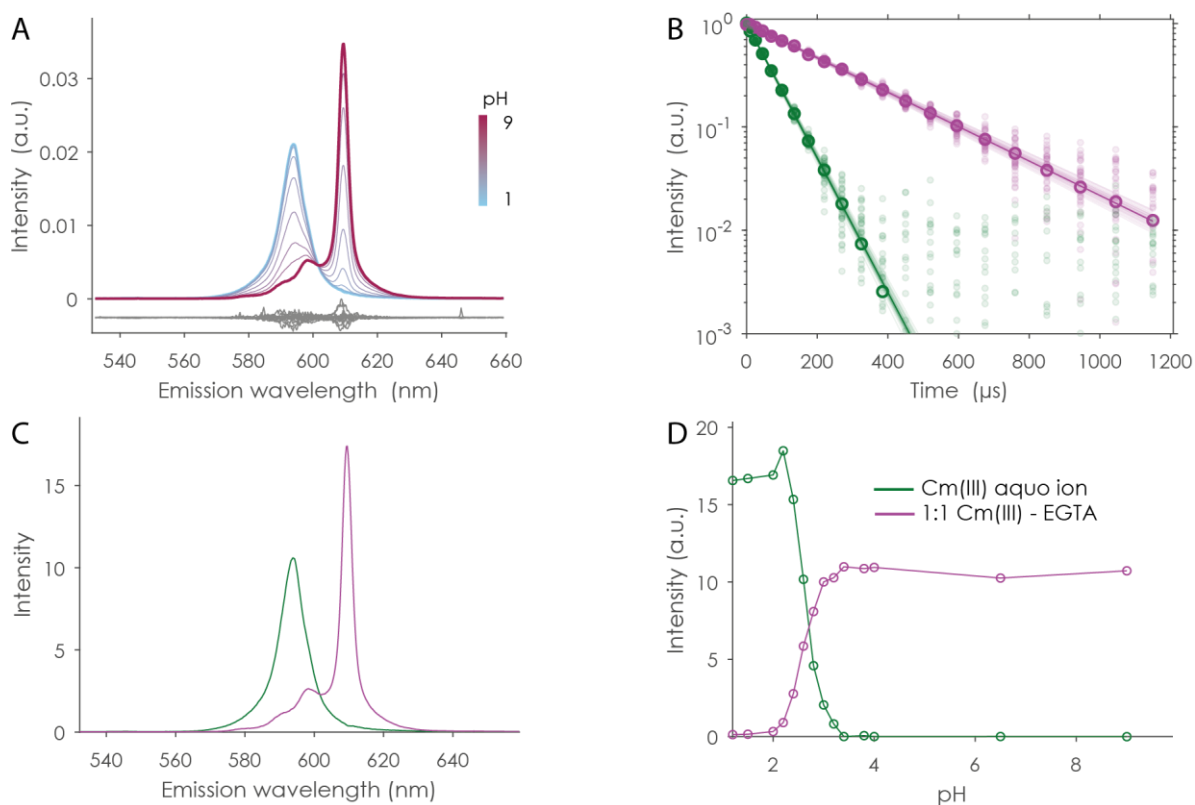 A
Intensity (a.u.)
0.03
0.02
0.01
0
pH
9
1
540 560 580 600 620 640 660
Emission wavelength (nm)
B
Intensity (a.u.)
10^0
10^-1
10^-2
10^-3
0 200 400 600 800 1000 1200
Time (µs)
C
Intensity
15
10
5
0
540 560 580 600 620 640
Emission wavelength (nm)
D
Intensity (a.u.)
20
15
10
5
0
Cm(III) aquo ion
1:1 Cm(III) - EGTA
2 4 6 8
pH